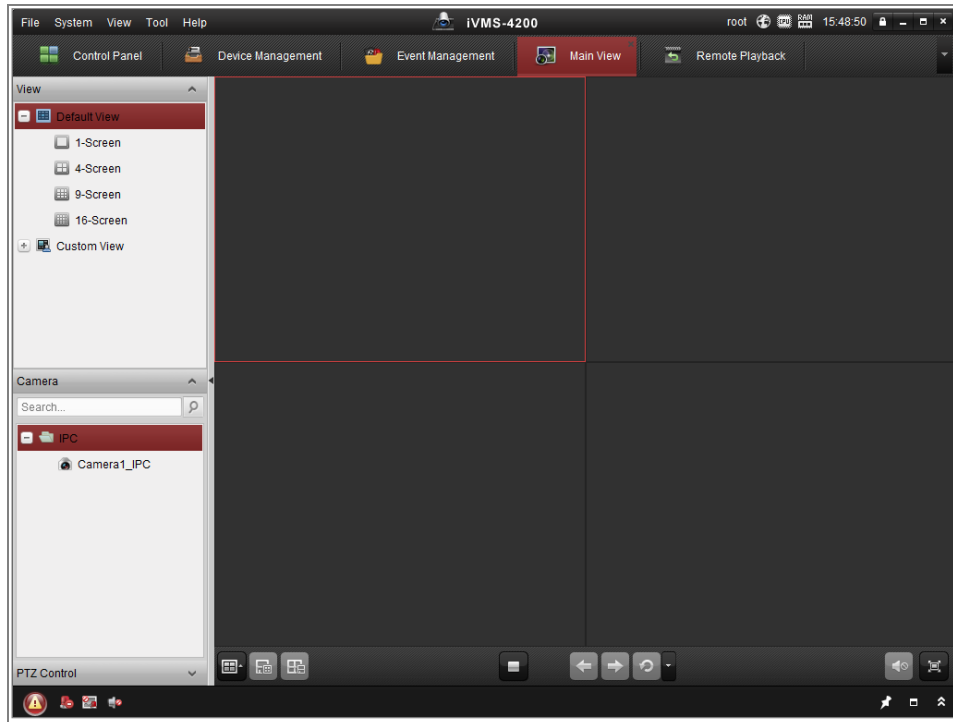 File System View Tool Help iVMS-4200 root CPU RAM 15:48:50
Control Panel Device Management Event Management Main View Remote Playback
View
Default View
1-Screen
4-Screen
9-Screen
16-Screen
Custom View
Camera
Search...
IPC
Camera1_IPC
PTZ Control